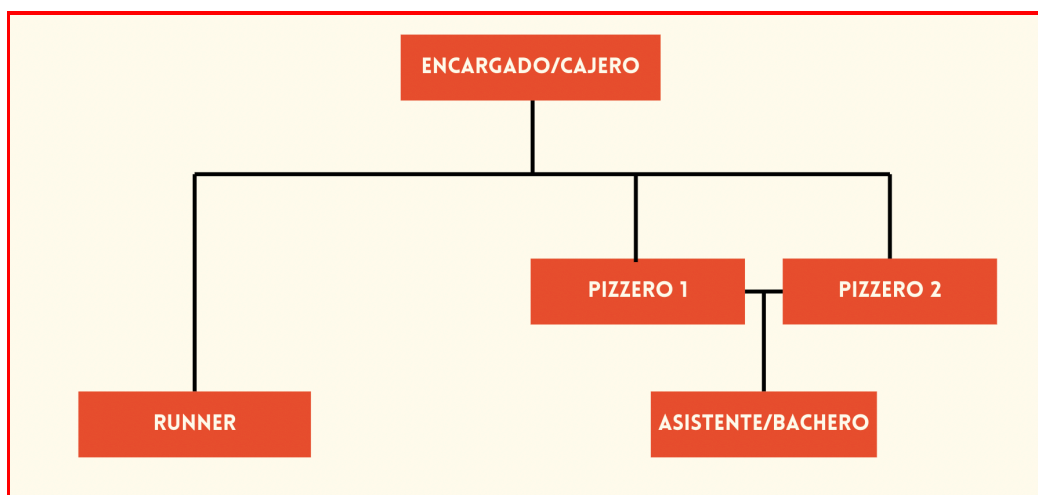 ENCARGADO/CAJERO
PIZZERO 1
PIZZERO 2
RUNNER
ASISTENTE/BACHERO